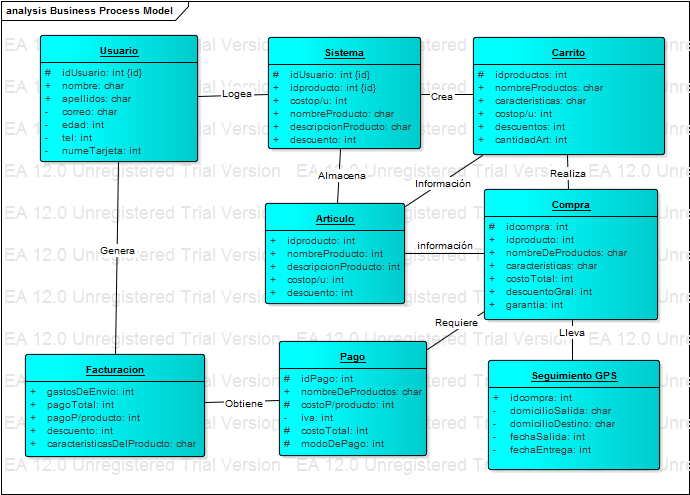 analysis Business Process Model
EA 12.0 Unregistered Trial Version
Usuario
# idUsuario: int {id}
+ nombre: char
+ apellidos: char
- correo: char
- edad: int
- tel: int
- numeTarjeta: int
Logea
Sistema
# idUsuario: int {id}
+ idproducto: int {id}
+ costop/u: int
+ nombreProducto: char
+ descripcionProducto: char
+ descuento: int
Crea
Carrito
# idproductos: int
+ nombreProductos: char
+ caracteristicas: char
+ costop/u: int
+ descuentos: int
+ cantidadArt: int
Almacena
Información
Realiza
Articulo
+ idproducto: int
+ nombreProducto: int
+ descripcionProducto: int
+ costop/u: int
+ descuento: int
información
Compra
# idcompra: int
+ idproducto: int
# nombreDeProductos: char
+ caracteristicas: char
+ costoTotal: int
+ descuentoGral: int
+ garantia: int
Genera
Requiere
Lleva
Facturacion
+ gastosDeEnvio: int
+ pagoTotal: int
+ pagoP/producto: int
+ descuento: int
+ caracteristicasDelProducto: char
Obtiene
Pago
# idPago: int
+ nombreDeProductos: char
# costoP/producto: int
- iva: int
# costoTotal: int
# modoDePago: int
Seguimiento GPS
+ idcompra: int
- domicilioSalida: char
- domicilioDestino: char
- fechaSalida: int
- fechaEntrega: int